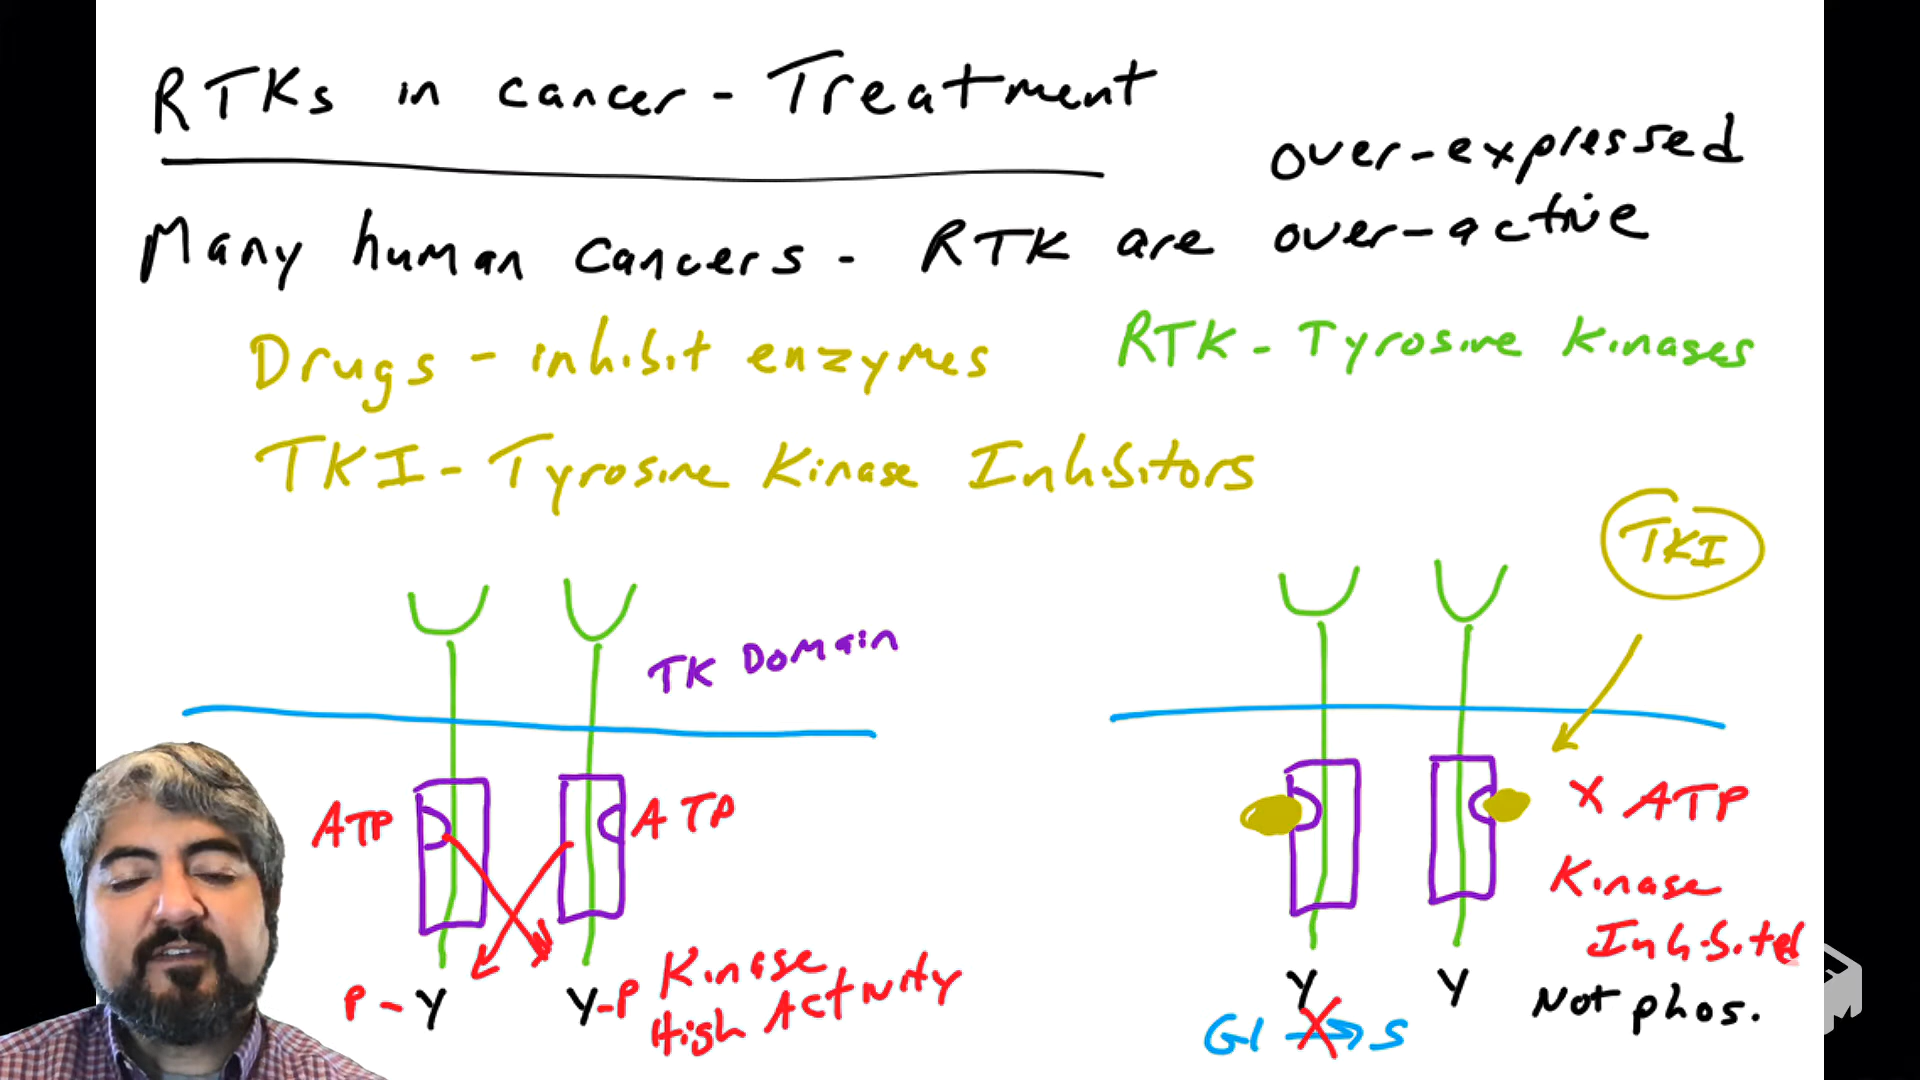 RTKs in cancer - Treatment
over-expressed
Many human cancers - RTK are over-active
Drugs - inhibit enzymes
RTK - Tyrosine Kinases
TKI - Tyrosine Kinase Inhibitors
TKI
TK Domain
ATP
ATP
X ATP
Kinase
Inhibited
P - Y
Y-P
Kinase
High Activity
Y
Y
Not phos.
G1 → S